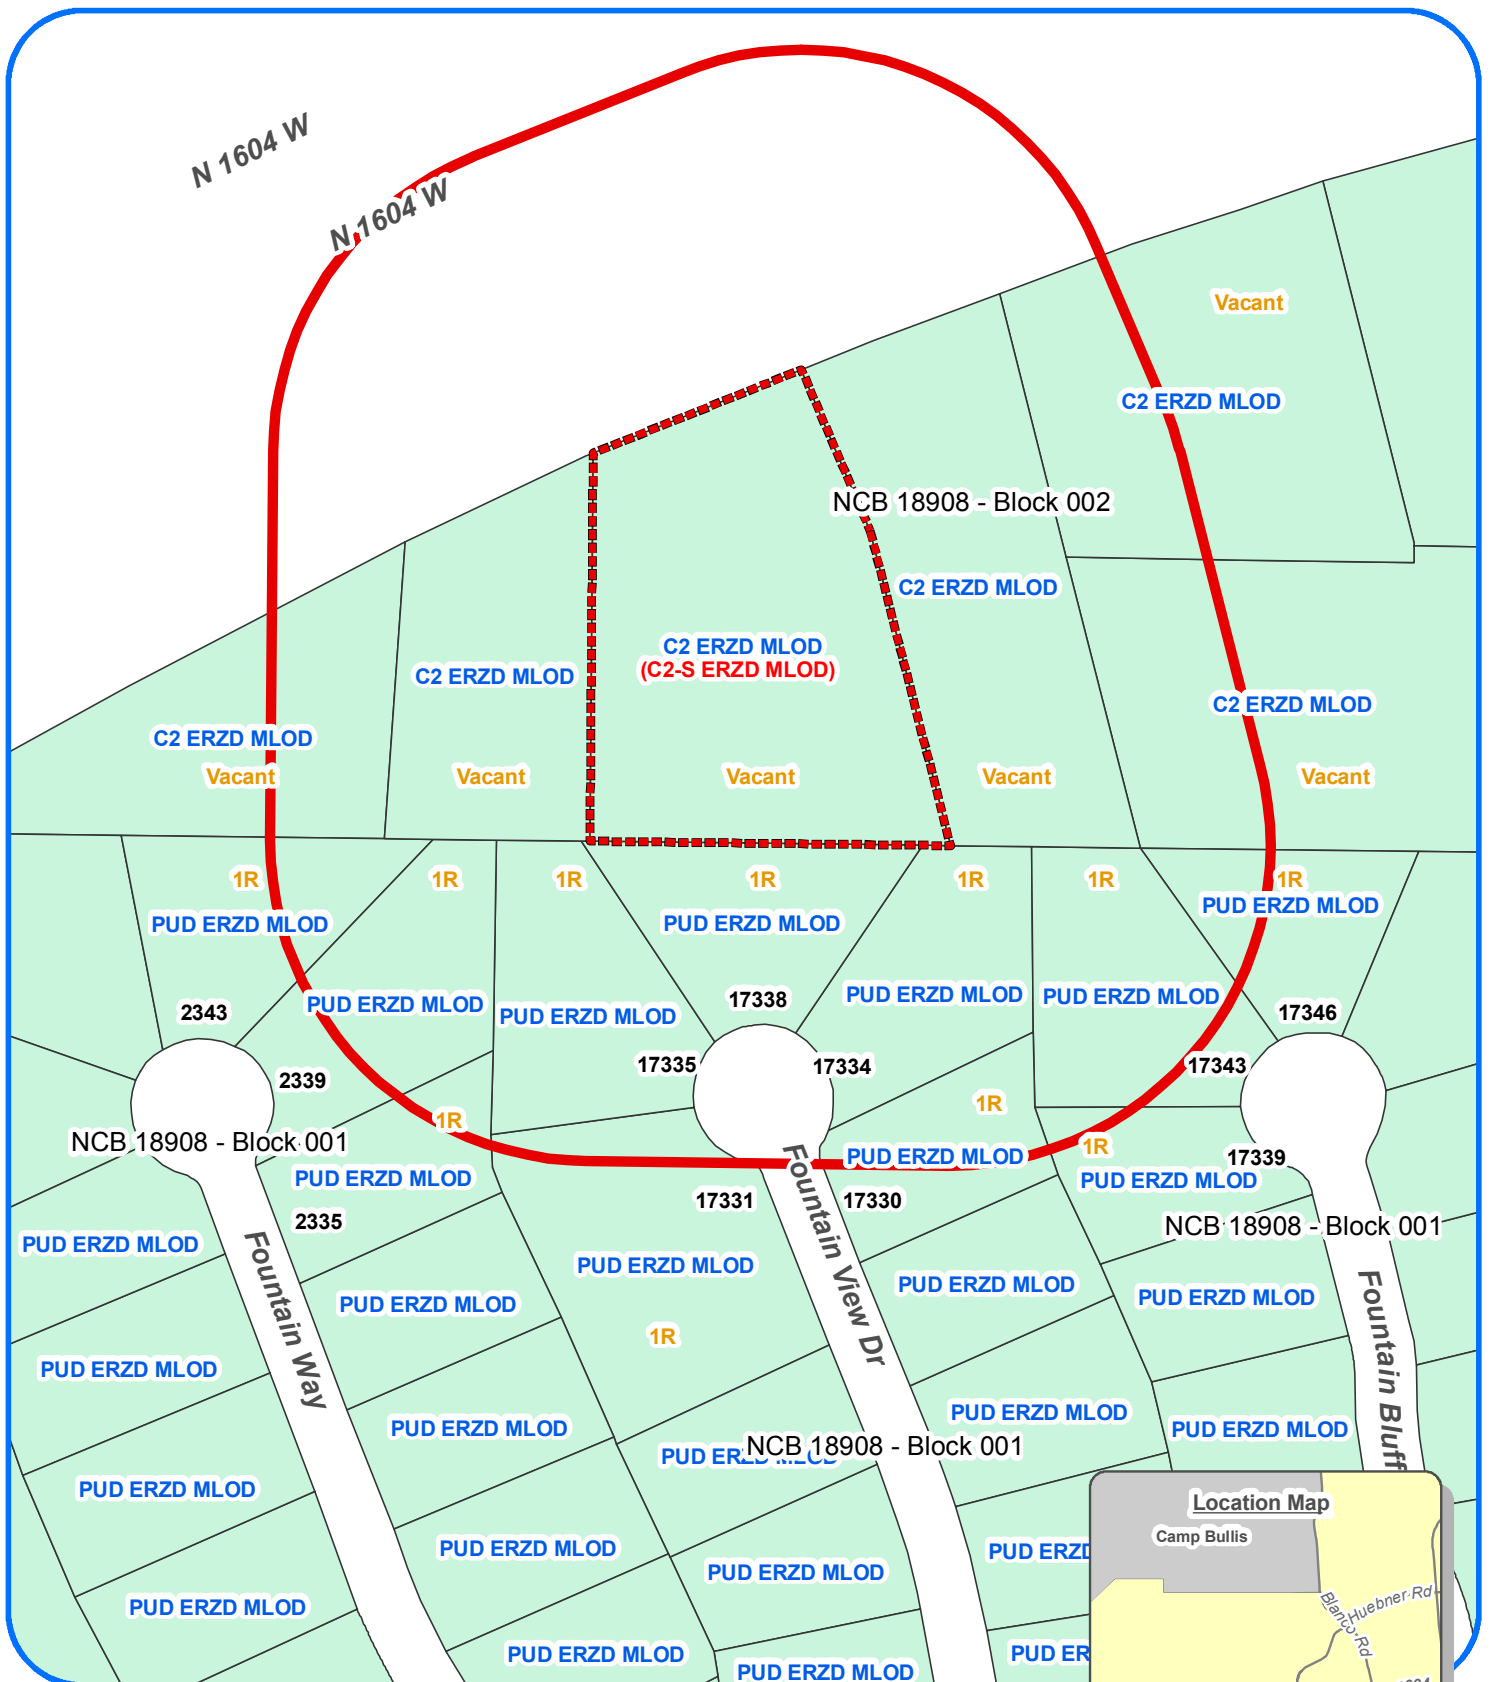 N 1604 W
N 1604 W
Vacant
C2 ERZD MLOD
NCB 18908 - Block 002
C2 ERZD MLOD
C2 ERZD MLOD
(C2-S ERZD MLOD)
C2 ERZD MLOD
C2 ERZD MLOD
C2 ERZD MLOD
Vacant
Vacant
Vacant
Vacant
Vacant
1R
1R
1R
1R
1R
1R
1R
PUD ERZD MLOD
PUD ERZD MLOD
PUD ERZD MLOD
PUD ERZD MLOD
PUD ERZD MLOD
PUD ERZD MLOD
PUD ERZD MLOD
2343
17338
17346
2339
17335
17334
17343
1R
1R
1R
NCB 18908 - Block 001
PUD ERZD MLOD
17339
PUD ERZD MLOD
PUD ERZD MLOD
2335
17331
17330
NCB 18908 - Block 001
PUD ERZD MLOD
PUD ERZD MLOD
PUD ERZD MLOD
PUD ERZD MLOD
PUD ERZD MLOD
Fountain Way
Fountain View Dr
Fountain Bluff
1R
PUD ERZD MLOD
PUD ERZD MLOD
PUD ERZD MLOD
PUD ERZD MLOD
PUD ERZD MLOD
NCB 18908 - Block 001
PUD ERZD MLOD
PUD ERZD MLOD
PUD ERZD
PUD ERZD MLOD
PUD ERZD MLOD
PUD ERZD MLOD
PUD ER
PUD ERZD MLOD
Location Map
Camp Bullis
Huebner Rd
Blanco Rd